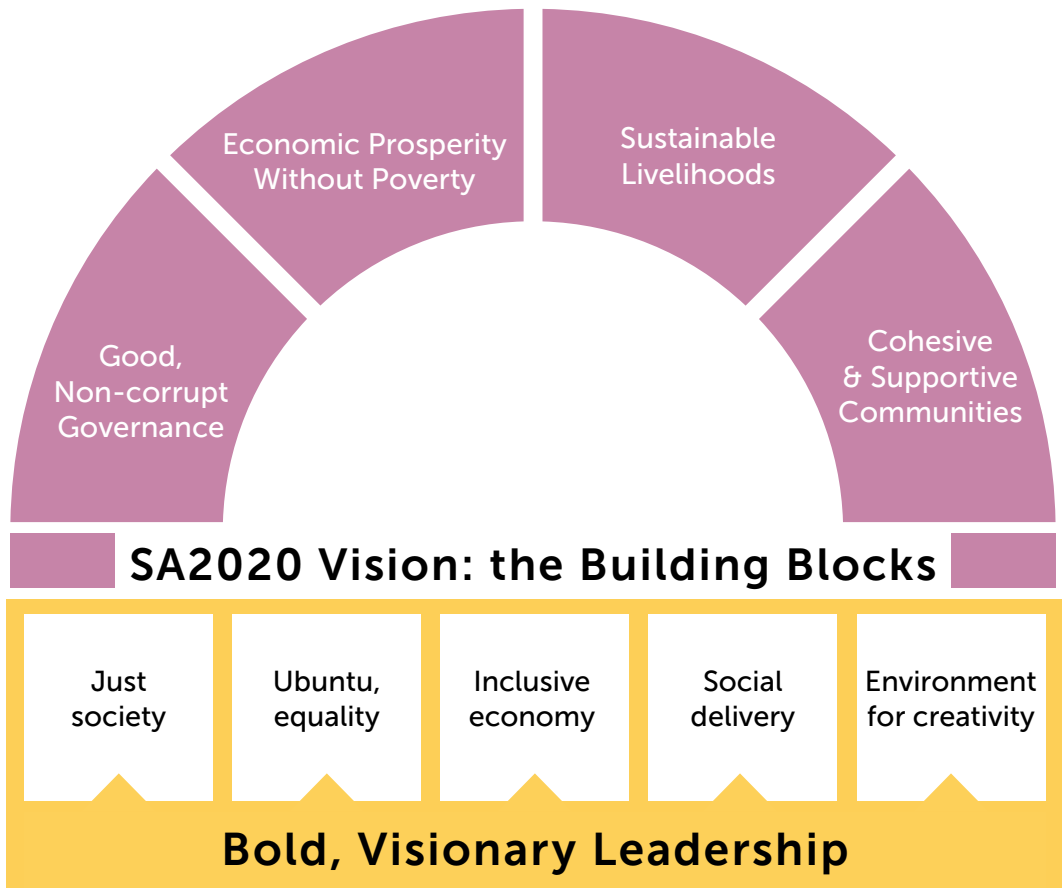 Economic Prosperity
Without Poverty
Sustainable
Livelihoods
Good,
Non-corrupt
Governance
Cohesive
& Supportive
Communities
SA2020 Vision: the Building Blocks
Just
society
Ubuntu,
equality
Inclusive
economy
Social
delivery
Environment
for creativity
Bold, Visionary Leadership